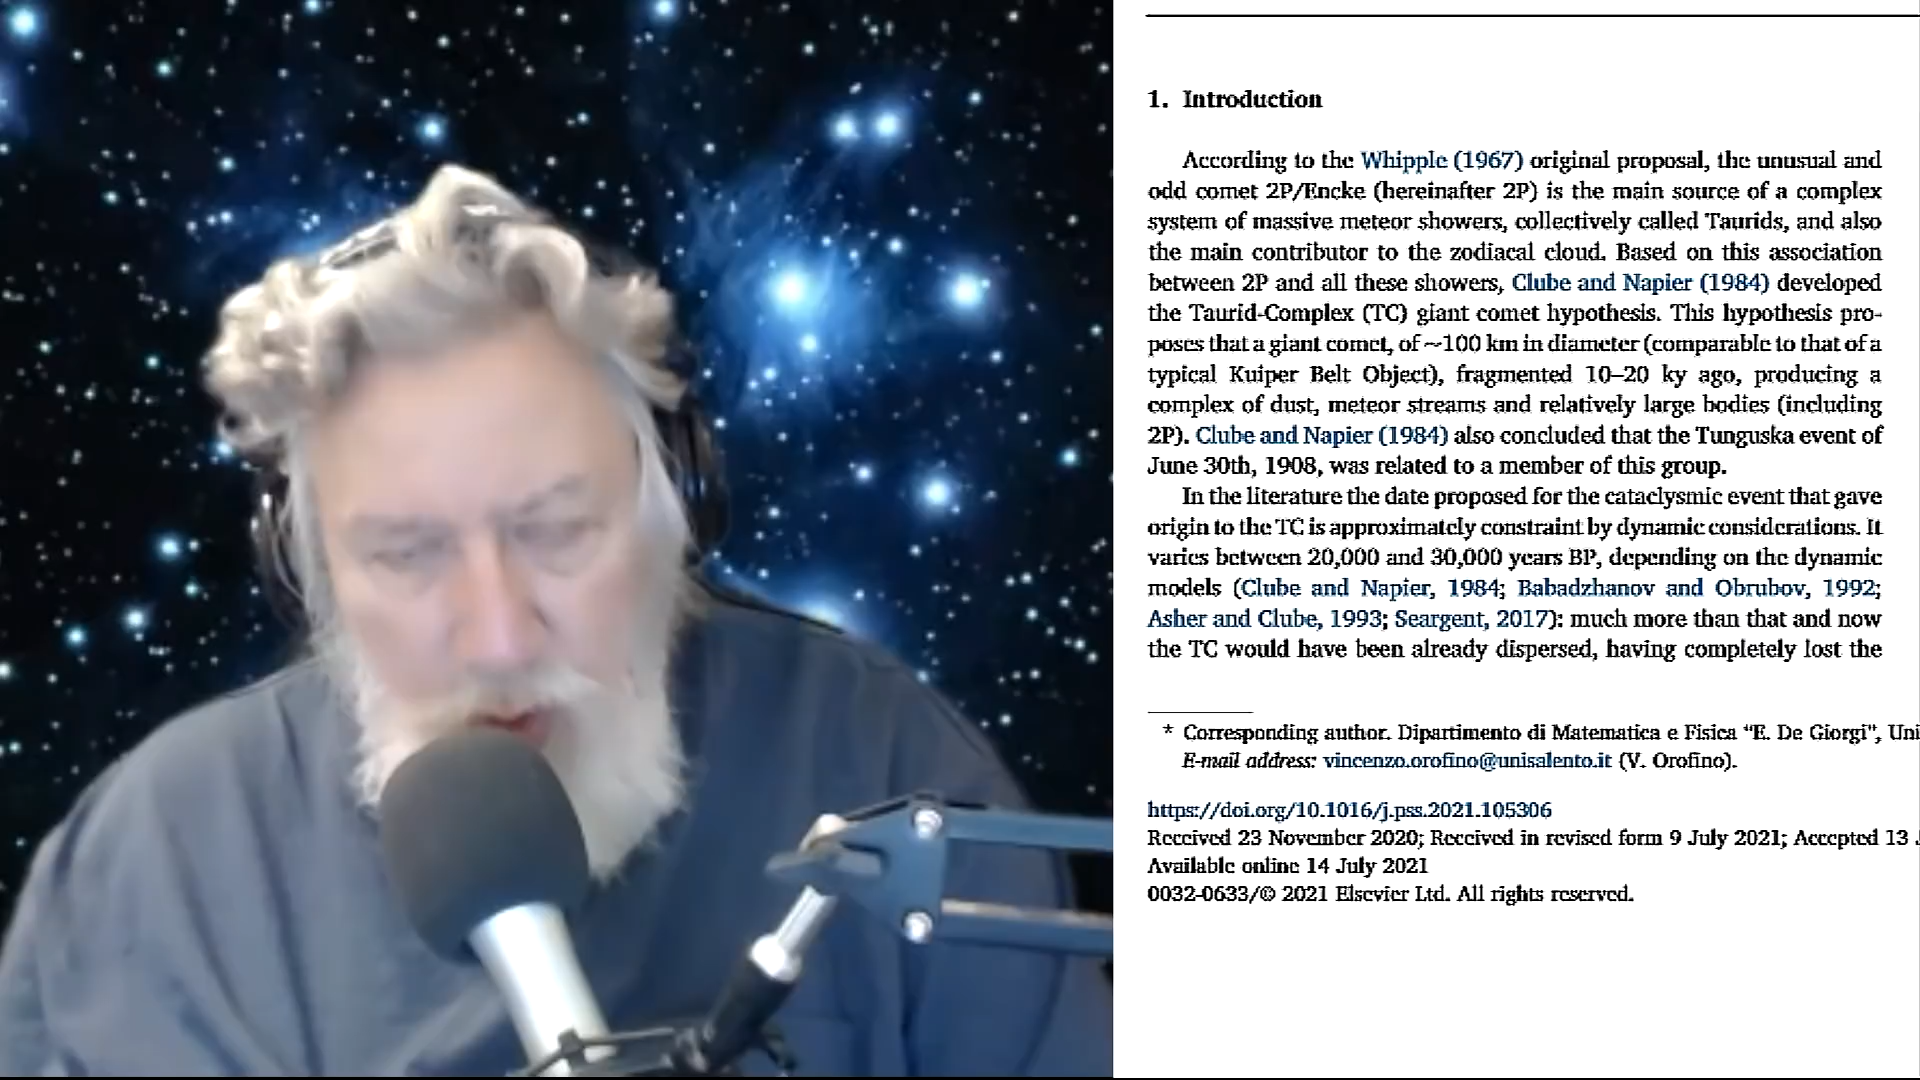 1. Introduction
According to the Whipple (1967) original proposal, the unusual and
odd comet 2P/Encke (hereinafter 2P) is the main source of a complex
system of massive meteor showers, collectively called Taurids, and also
the main contributor to the zodiacal cloud. Based on this association
between 2P and all these showers, Clube and Napier (1984) developed
the Taurid-Complex (TC) giant comet hypothesis. This hypothesis pro-
poses that a giant comet, of ~100 km in diameter (comparable to that of a
typical Kuiper Belt Object), fragmented 10–20 ky ago, producing a
complex of dust, meteor streams and relatively large bodies (including
2P). Clube and Napier (1984) also concluded that the Tunguska event of
June 30th, 1908, was related to a member of this group.
In the literature the date proposed for the cataclysmic event that gave
origin to the TC is approximately constraint by dynamic considerations. It
varies between 20,000 and 30,000 years BP, depending on the dynamic
models (Clube and Napier, 1984; Babadzhanov and Obrubov, 1992;
Asher and Clube, 1993; Seargent, 2017): much more than that and now
the TC would have been already dispersed, having completely lost the
* Corresponding author. Dipartimento di Matematica e Fisica "E. De Giorgi", Uni
E-mail address: vincenzo.orofino@unisalento.it (V. Orofino).
https://doi.org/10.1016/j.pss.2021.105306
Received 23 November 2020; Received in revised form 9 July 2021; Accepted 13 J
Available online 14 July 2021
0032-0633/© 2021 Elsevier Ltd. All rights reserved.